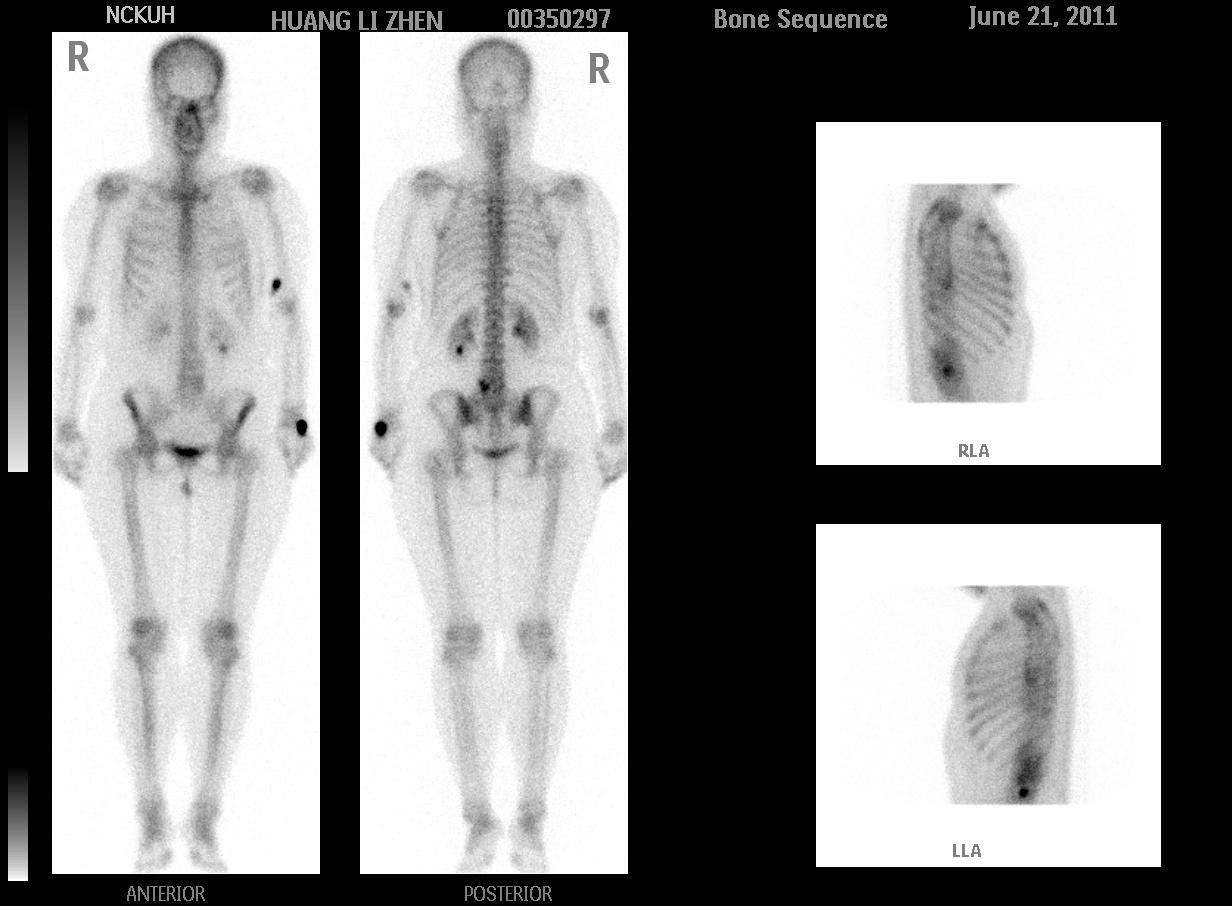 NCKUH HUANG LI ZHEN 00350297 Bone Sequence June 21, 2011
R
R
RLA
LLA
ANTERIOR POSTERIOR